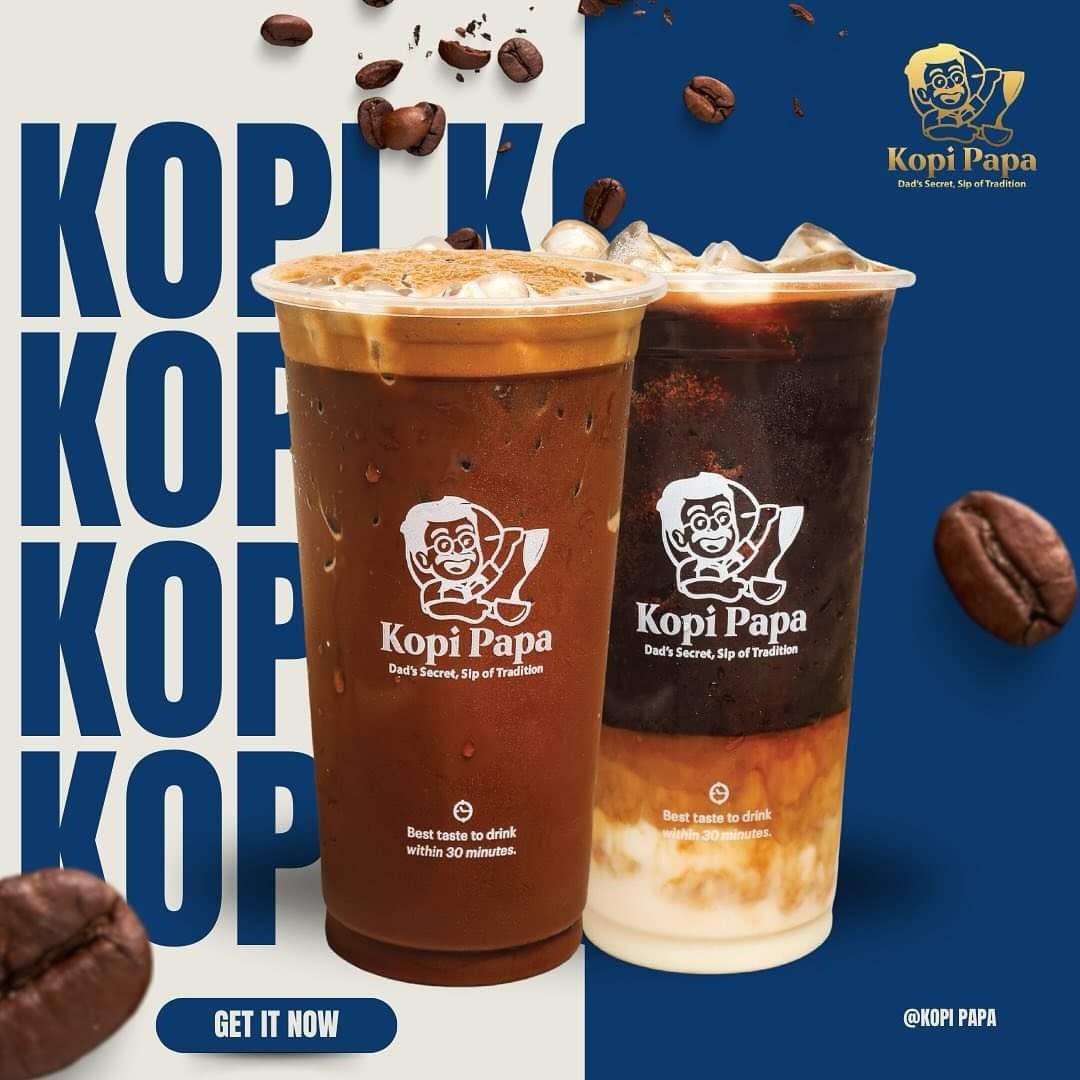 KOPI KO
KOP
KOP
KOP
Kopi Papa
Dad's Secret, Sip of Tradition
Kopi Papa
Dad's Secret, Sip of Tradition
Best taste to drink
within 30 minutes.
Kopi Papa
Dad's Secret, Sip of Tradition
Best taste to drink
within 30 minutes.
GET IT NOW
@KOPI PAPA